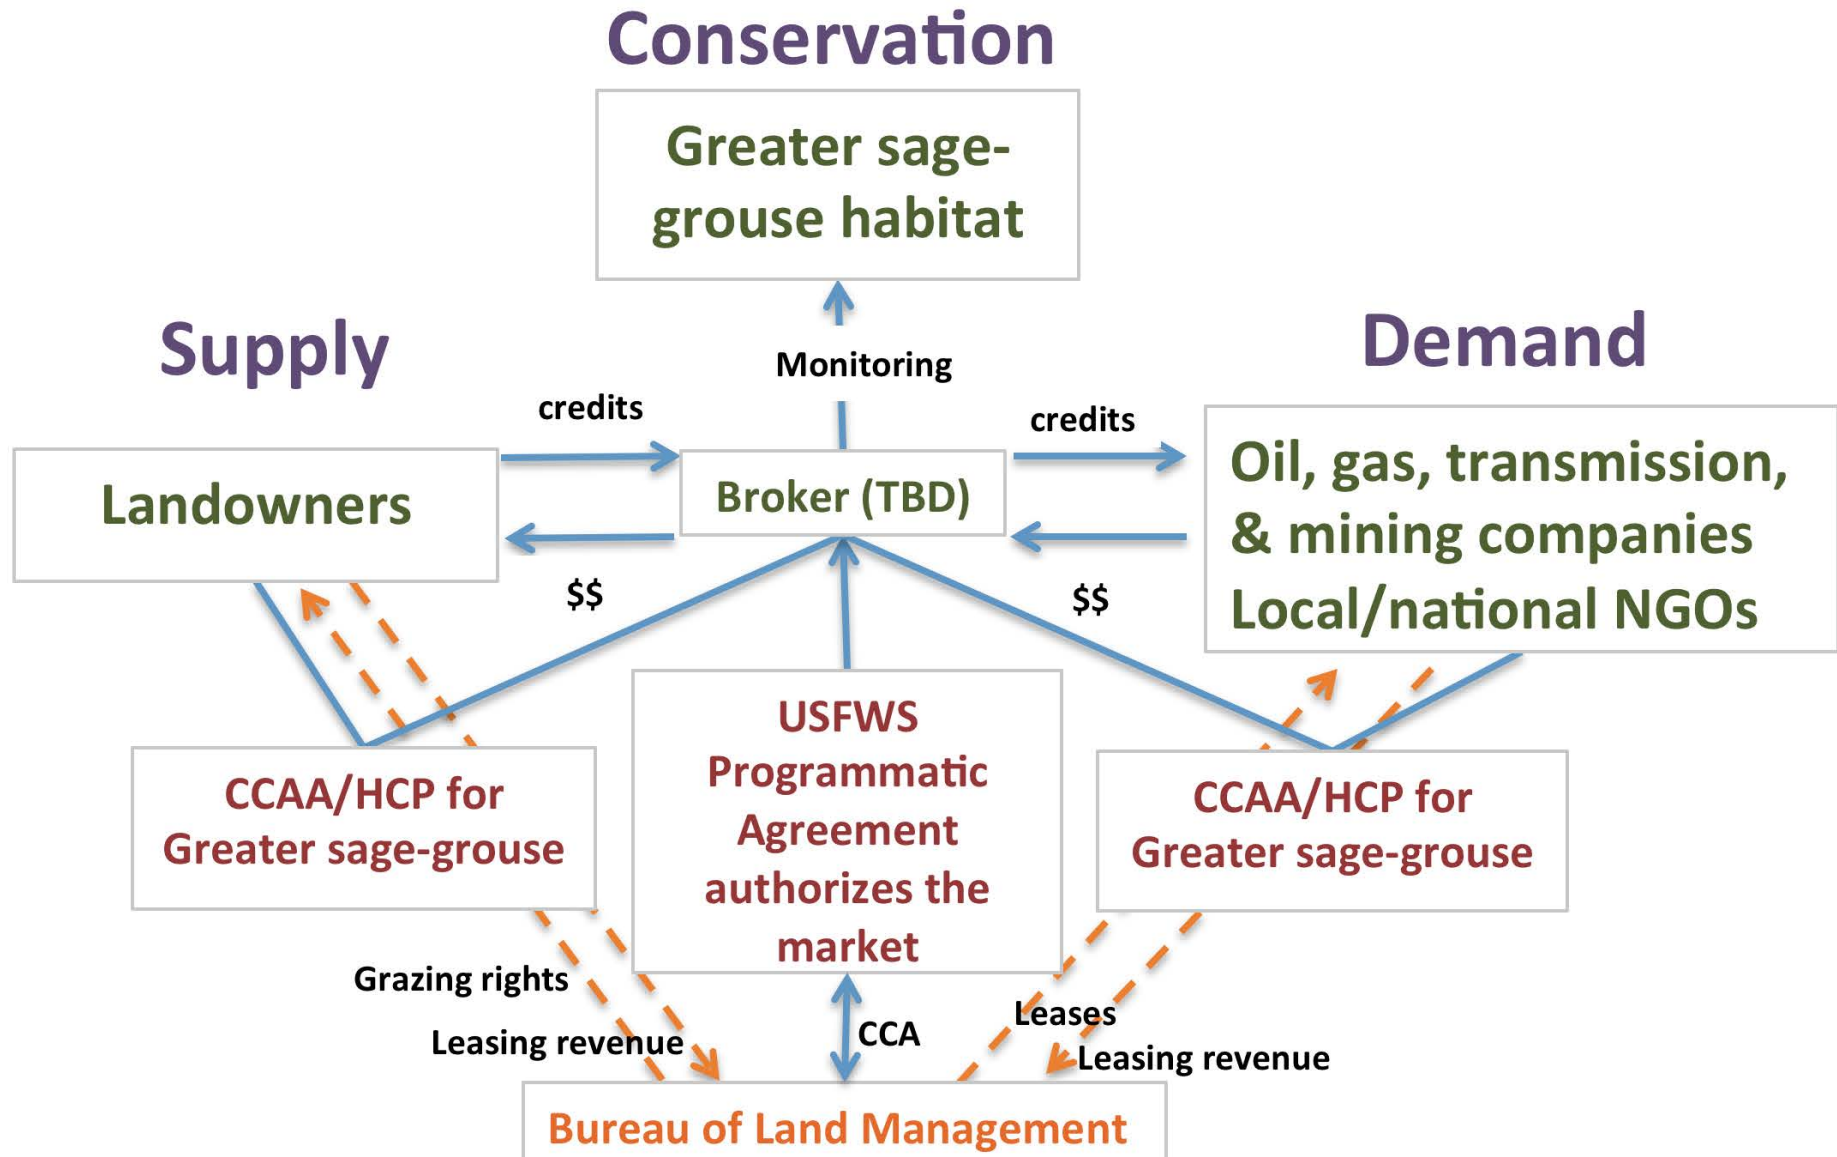 Conservation
Greater sage-
grouse habitat
Supply
Demand
Monitoring
credits
credits
Landowners
Broker (TBD)
Oil, gas, transmission,
& mining companies
Local/national NGOs
$$
$$
CCAA/HCP for
Greater sage-grouse
USFWS
Programmatic
Agreement
authorizes the
market
CCAA/HCP for
Greater sage-grouse
Grazing rights
Leasing revenue
CCA
Leases
Leasing revenue
Bureau of Land Management